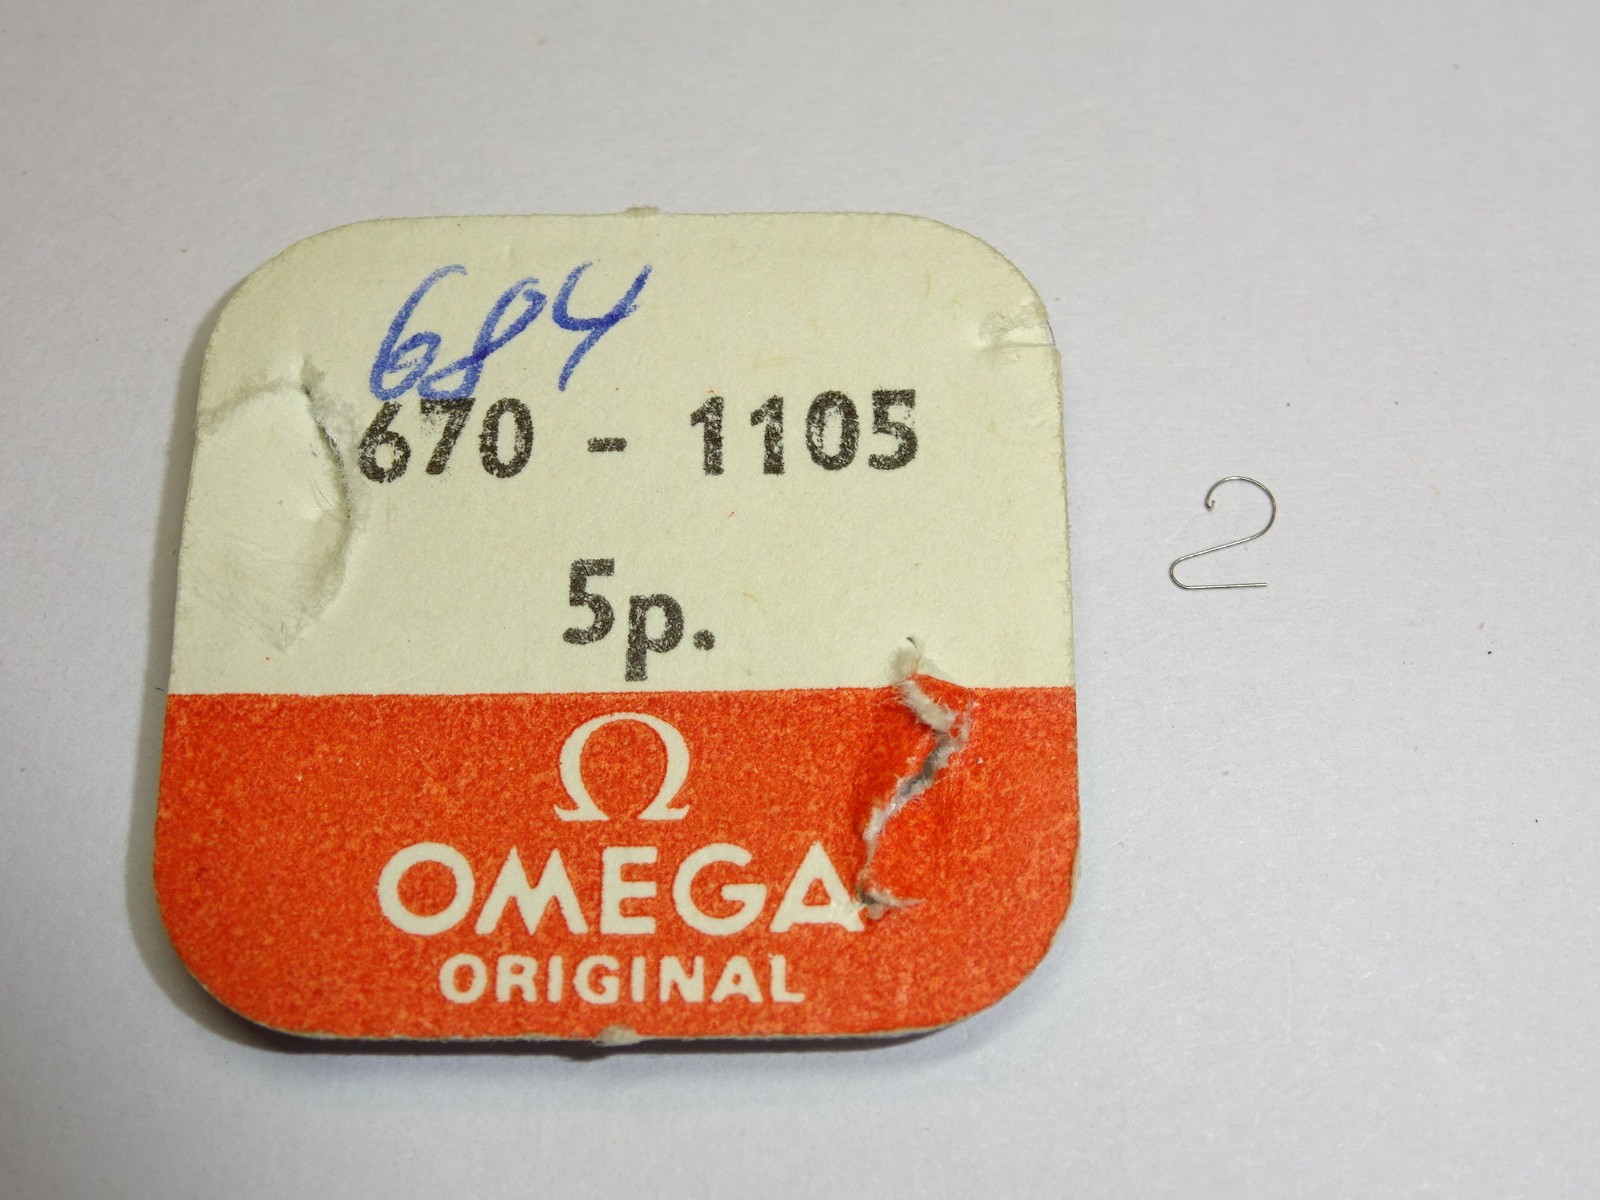 684
670 - 1105
5p.
Ω
OMEGA
ORIGINAL